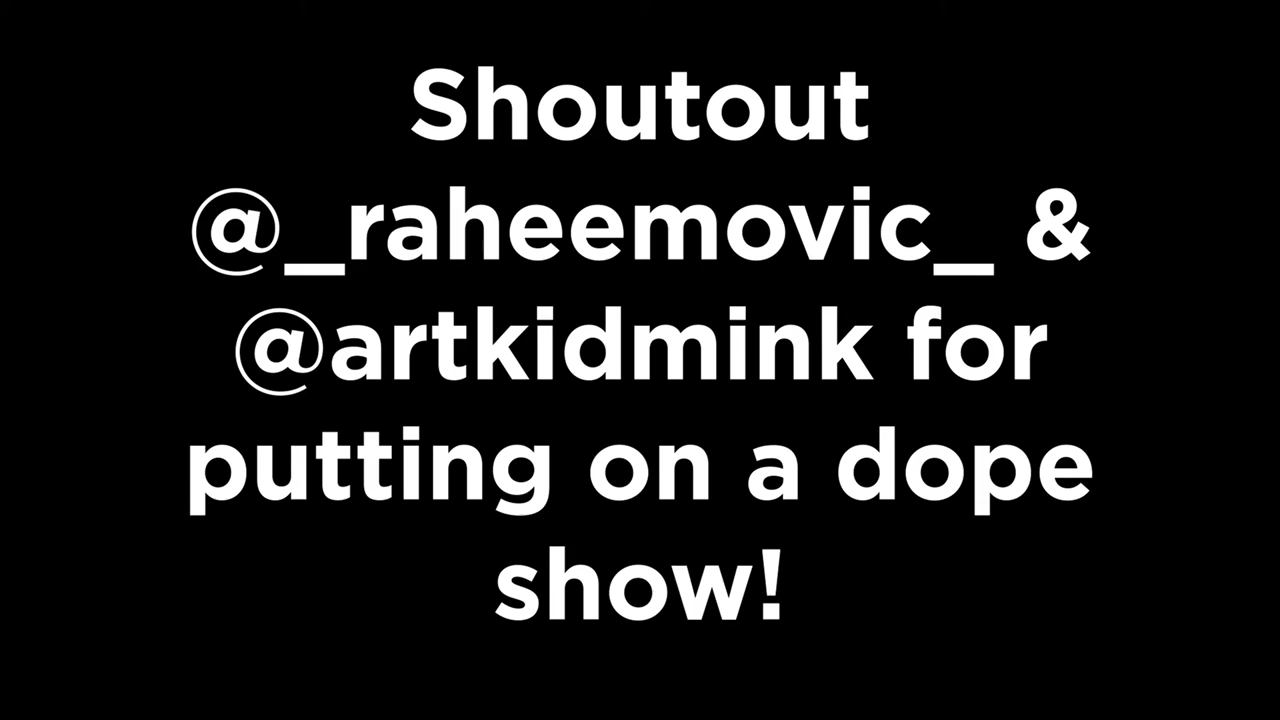 Shoutout
@_raheemovic_ &
@artkidmink for
putting on a dope
show!